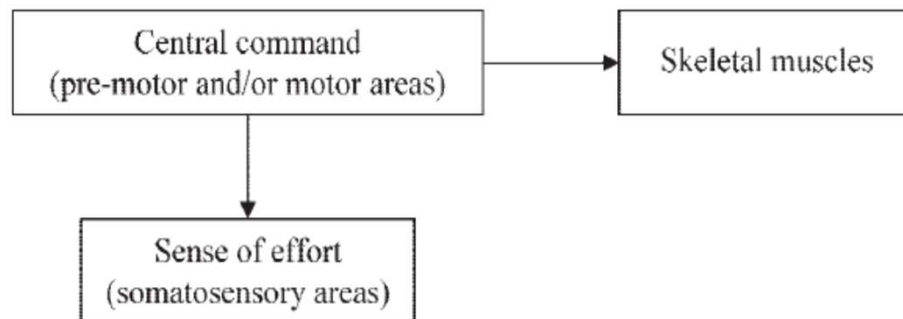 Central command
(pre-motor and/or motor areas)
Skeletal muscles
Sense of effort
(somatosensory areas)